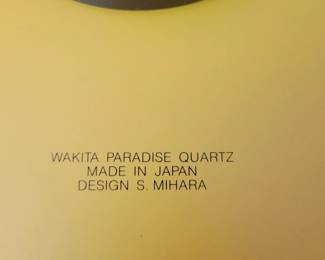 WAKITA PARADISE QUARTZ
MADE IN JAPAN
DESIGN S. MIHARA